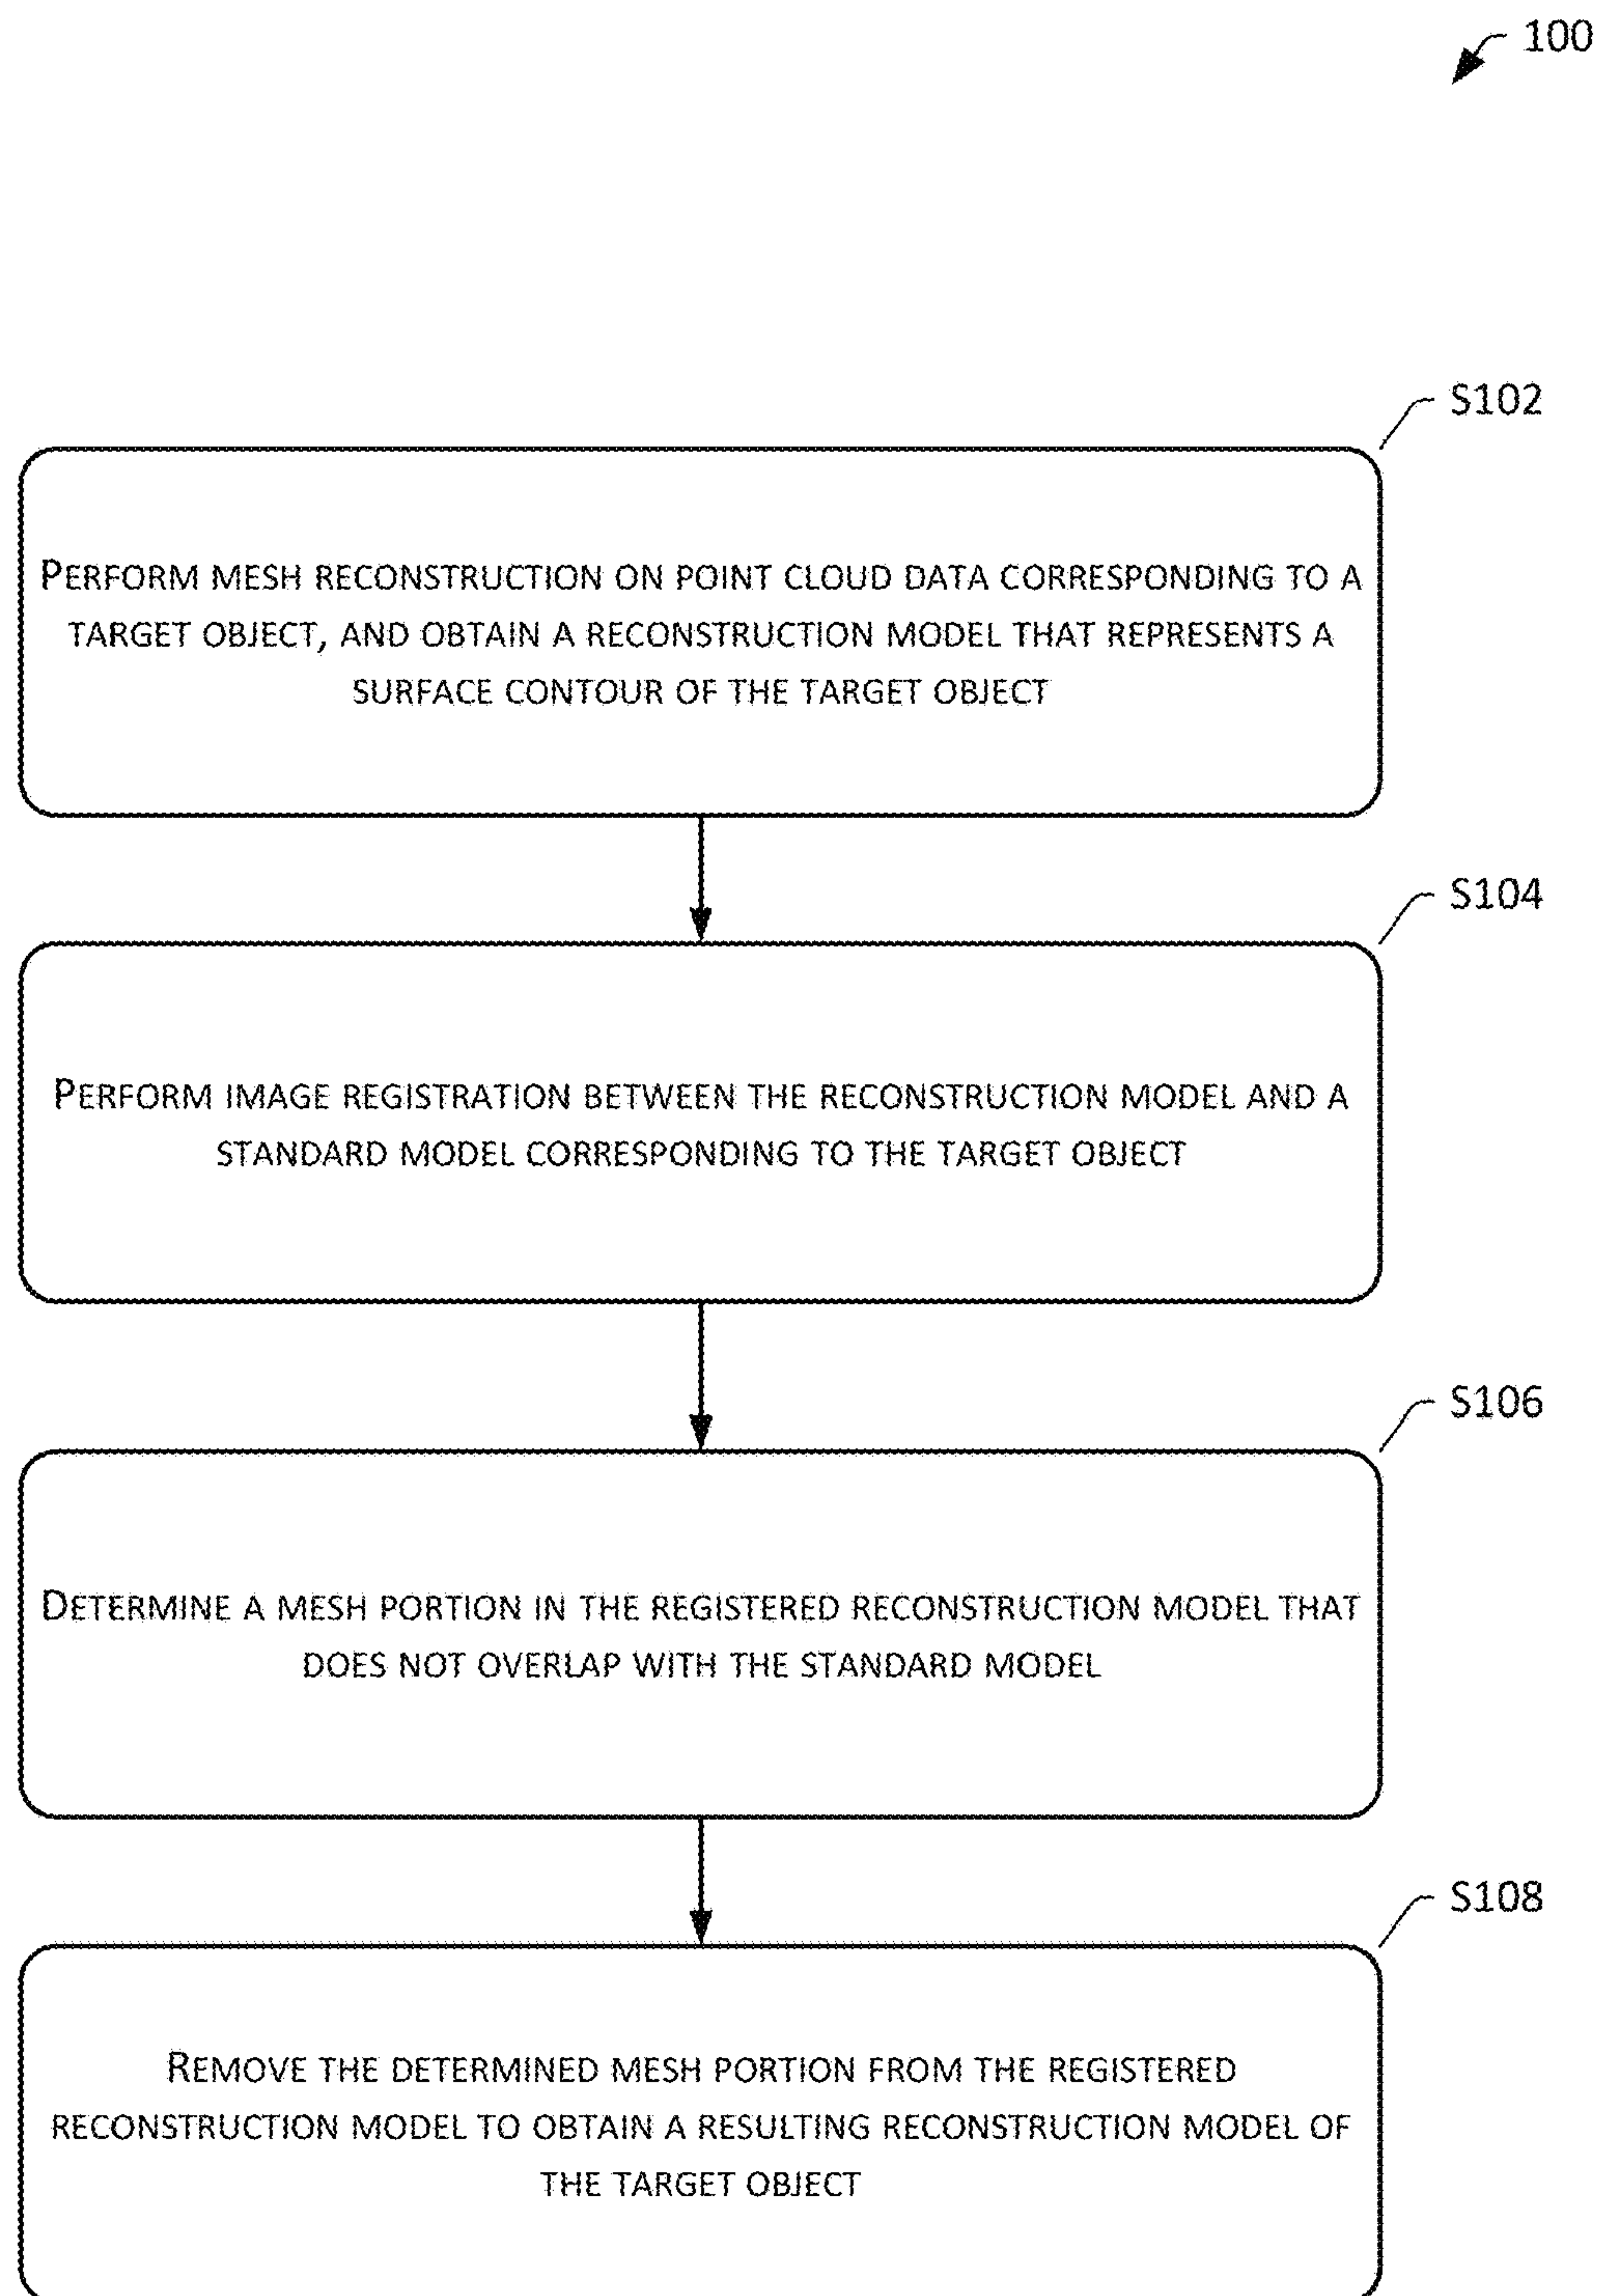 100
S102
PERFORM MESH RECONSTRUCTION ON POINT CLOUD DATA CORRESPONDING TO A
TARGET OBJECT, AND OBTAIN A RECONSTRUCTION MODEL THAT REPRESENTS A
SURFACE CONTOUR OF THE TARGET OBJECT
S104
PERFORM IMAGE REGISTRATION BETWEEN THE RECONSTRUCTION MODEL AND A
STANDARD MODEL CORRESPONDING TO THE TARGET OBJECT
S106
DETERMINE A MESH PORTION IN THE REGISTERED RECONSTRUCTION MODEL THAT
DOES NOT OVERLAP WITH THE STANDARD MODEL
S108
REMOVE THE DETERMINED MESH PORTION FROM THE REGISTERED
RECONSTRUCTION MODEL TO OBTAIN A RESULTING RECONSTRUCTION MODEL OF
THE TARGET OBJECT